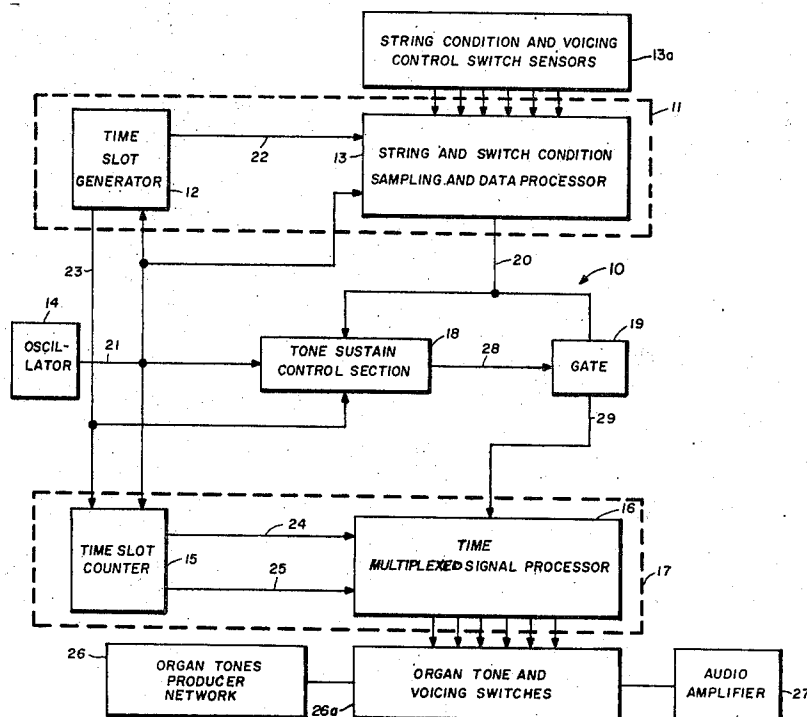 STRING CONDITION AND VOICING
CONTROL SWITCH SENSORS
13a
11
TIME
SLOT
GENERATOR
12
22
13
STRING AND SWITCH CONDITION
SAMPLING AND DATA PROCESSOR
23
20
10
14
OSCIL-
LATOR
21
TONE SUSTAIN
CONTROL SECTION
18
28
19
GATE
29
TIME SLOT
COUNTER
15
24
25
16
TIME
MULTIPLEXED SIGNAL PROCESSOR
17
26
ORGAN TONES
PRODUCER
NETWORK
26a
ORGAN TONE AND
VOICING SWITCHES
AUDIO
AMPLIFIER
27